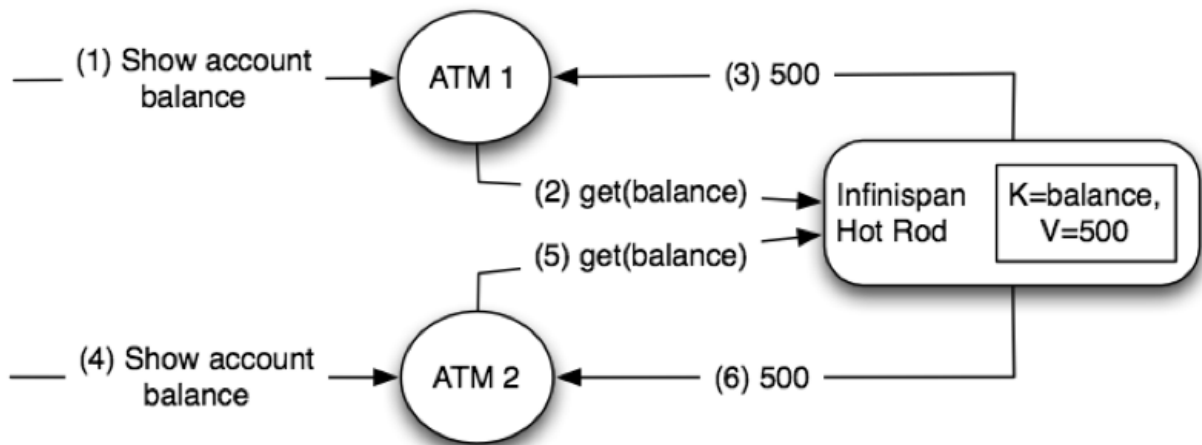 (1) Show account
balance
ATM 1
(3) 500
(2) get(balance)
Infinispan
Hot Rod
K=balance,
V=500
(5) get(balance)
(4) Show account
balance
ATM 2
(6) 500